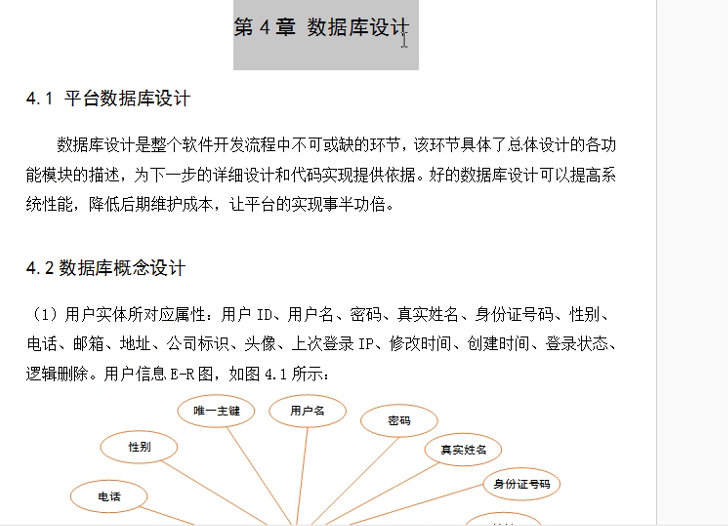 第 4 章 数据库设计
4.1 平台数据库设计
数据库设计是整个软件开发流程中不可或缺的环节，该环节具体了总体设计的各功
能模块的描述，为下一步的详细设计和代码实现提供依据。好的数据库设计可以提高系
统性能，降低后期维护成本，让平台的实现事半功倍。
4.2 数据库概念设计
（1）用户实体所对应属性：用户 ID、用户名、密码、真实姓名、身份证号码、性别、
电话、邮箱、地址、公司标识、头像、上次登录 IP、修改时间、创建时间、登录状态、
逻辑删除。用户信息 E-R 图，如图 4.1 所示：
唯一主键
用户名
密码
性别
真实姓名
身份证号码
电话